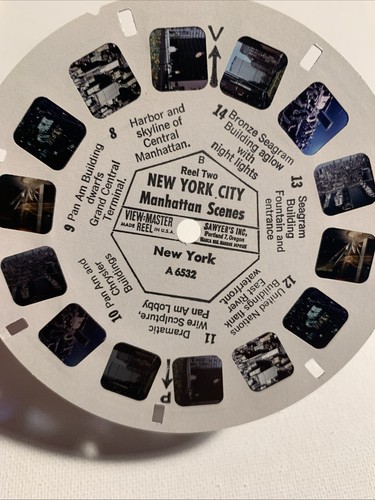 V
B
Reel Two
NEW YORK CITY
Manhattan Scenes
VIEW-MASTER
MADE REEL IN U.S.A.
SAWYER'S INC.
Portland 7, Oregon
New York
A 6532
8
Harbor and
skyline of
Central
Manhattan.
9 Pan Am Building
dwarfs
Grand Central
Terminal.
10 Pan Am and
Chrysler
Buildings
11
Dramatic
Wire Sculpture,
Pan Am Lobby.
12 United Nations
Buildings flank
East River
waterfront.
13 Seagram
Building
Fountain and
entrance
14 Bronze Seagram
Building aglow
with
night lights